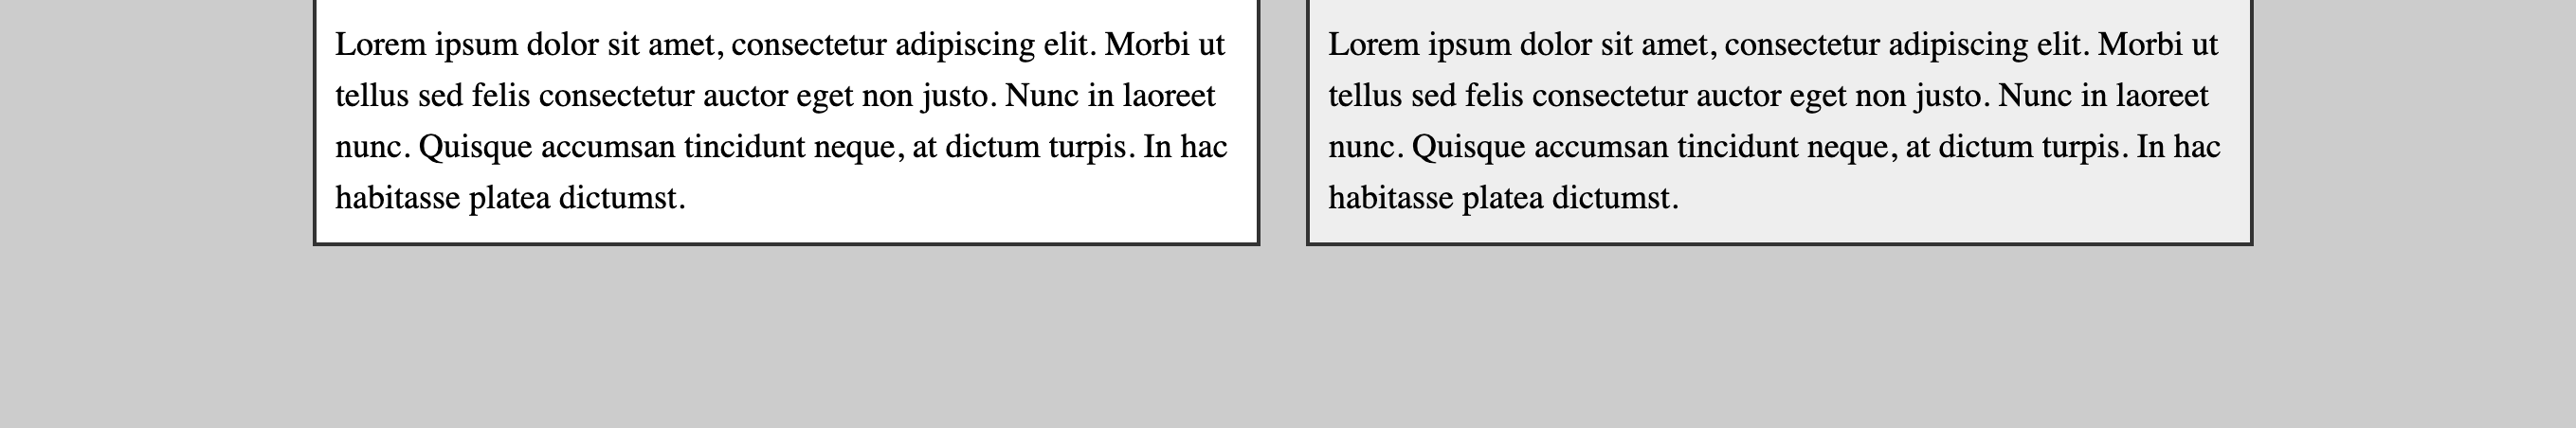 Lorem ipsum dolor sit amet, consectetur adipiscing elit. Morbi ut
tellus sed felis consectetur auctor eget non justo. Nunc in laoreet
nunc. Quisque accumsan tincidunt neque, at dictum turpis. In hac
habitasse platea dictumst.
Lorem ipsum dolor sit amet, consectetur adipiscing elit. Morbi ut
tellus sed felis consectetur auctor eget non justo. Nunc in laoreet
nunc. Quisque accumsan tincidunt neque, at dictum turpis. In hac
habitasse platea dictumst.